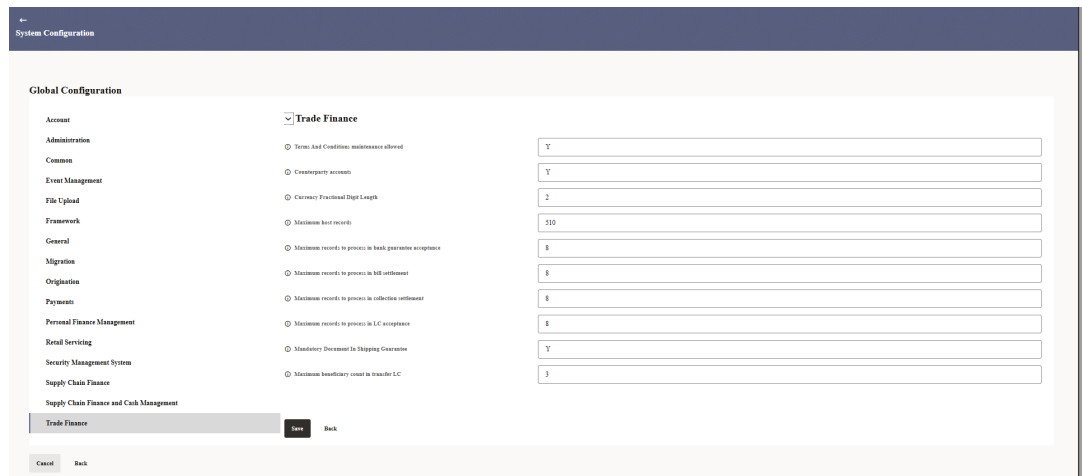 System Configuration
Global Configuration
Account
Administration
Common
Event Management
File Upload
Framework
General
Migration
Origination
Payments
Personal Finance Management
Retail Servicing
Security Management System
Supply Chain Finance
Supply Chain Finance and Cash Management
Trade Finance
Trade Finance
Terms And Conditions maintenance allowed Y
Counterparty accounts Y
Currency Fractional Digit Length 2
Maximum host records 510
Maximum records to process in bank guarantee acceptance 8
Maximum records to process in bill settlement 8
Maximum records to process in collection settlement 8
Maximum records to process in LC acceptance 8
Mandatory Document In Shipping Guarantee Y
Maximum beneficiary count in transfer LC 3
Save Back
Cancel Back